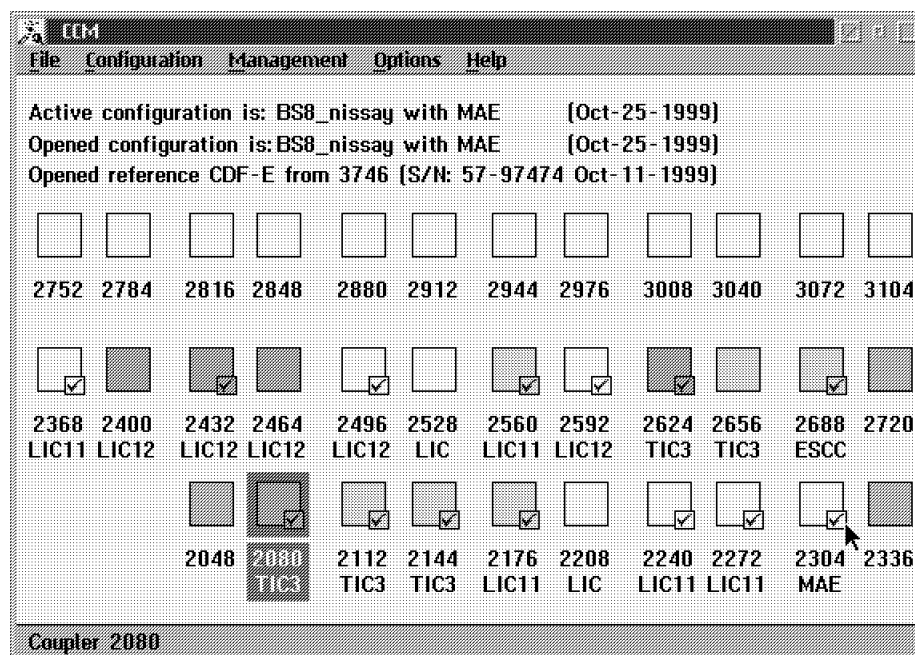 CCM
File Configuration Management Options Help
Active configuration is: BS8_nissay with MAE (Oct-25-1999)
Opened configuration is: BS8_nissay with MAE (Oct-25-1999)
Opened reference CDF-E from 3746 (S/N: 57-97474 Oct-11-1999)
2752 2784 2816 2848 2880 2912 2944 2976 3008 3040 3072 3104
2368 2400 2432 2464 2496 2528 2560 2592 2624 2656 2688 2720
LIC11 LIC12 LIC12 LIC12 LIC12 LIC LIC11 LIC12 TIC3 TIC3 ESCC
2048 2080 2112 2144 2176 2208 2240 2272 2304 2336
TIC3 TIC3 TIC3 LIC11 LIC LIC11 LIC11 MAE
Coupler 2080